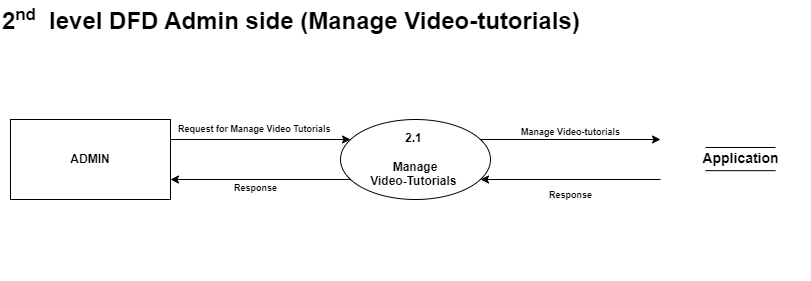 2nd level DFD Admin side (Manage Video-tutorials)
Request for Manage Video Tutorials
2.1
Manage Video-tutorials
ADMIN
Manage
Video-Tutorials
Application
Response
Response